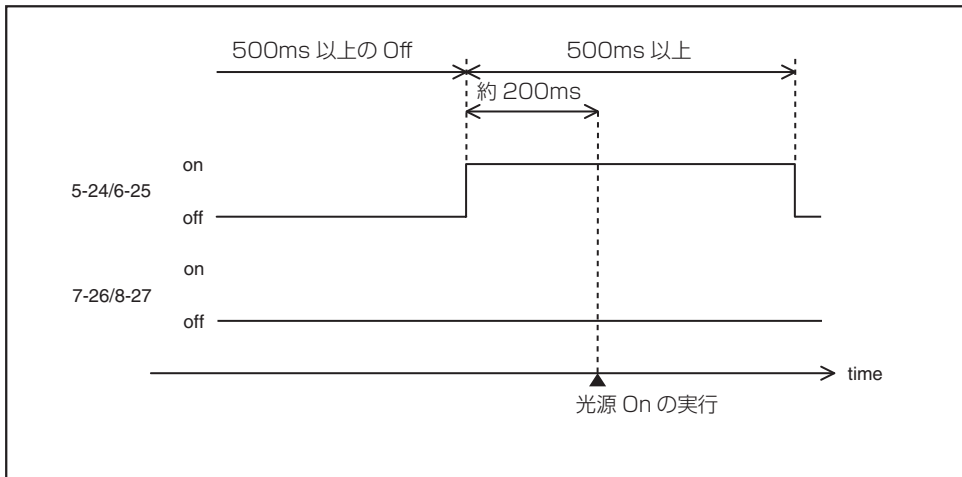 500ms 以上の Off
500ms 以上
約 200ms
on
5-24/6-25
off
on
7-26/8-27
off
time
光源 On の実行